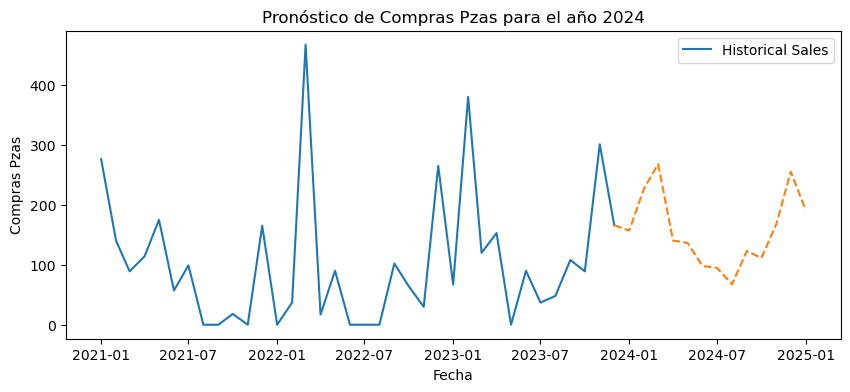 Pronóstico de Compras Pzas para el año 2024
Historical Sales
Compras Pzas
400
300
200
100
0
2021-01 2021-07 2022-01 2022-07 2023-01 2023-07 2024-01 2024-07 2025-01
Fecha